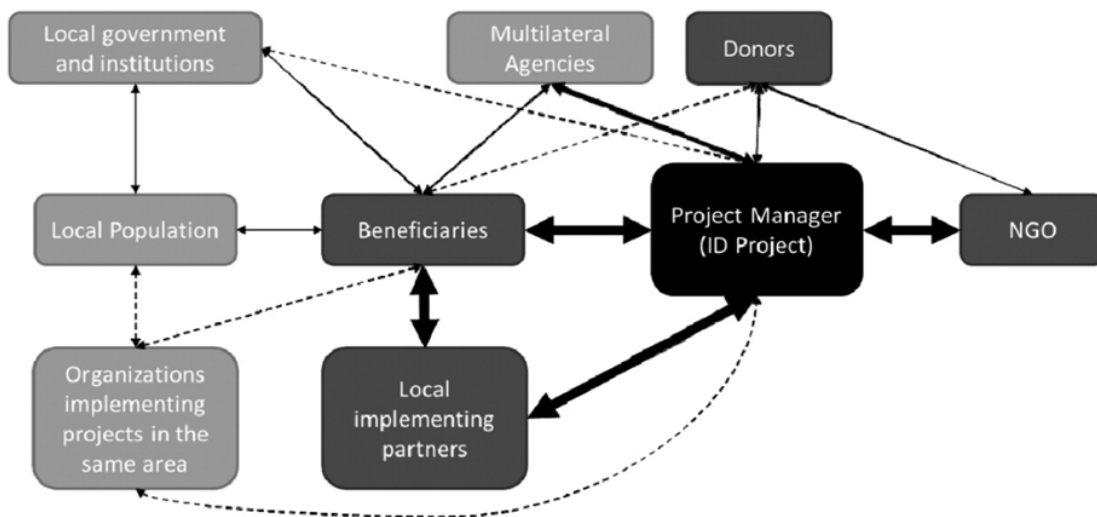 Local government
and institutions
Multilateral
Agencies
Donors
Local Population
Beneficiaries
Project Manager
(ID Project)
NGO
Organizations
implementing
projects in the
same area
Local
implementing
partners